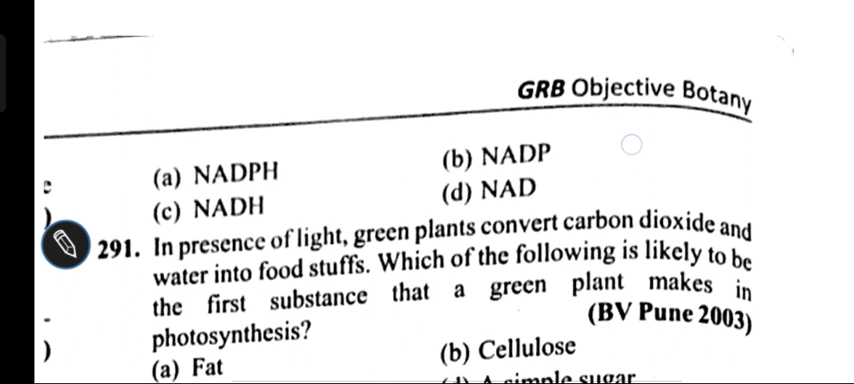 GRB Objective Botany
(a) NADPH (b) NADP
(c) NADH (d) NAD
291. In presence of light, green plants convert carbon dioxide and
water into food stuffs. Which of the following is likely to be
the first substance that a green plant makes in
photosynthesis? (BV Pune 2003)
(a) Fat (b) Cellulose
A simple sugar